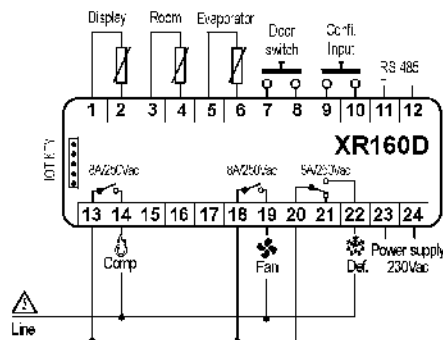 Display Room Evaporator Door switch Confi. Input
RS 485
1 2 3 4 5 6 7 8 9 10 11 12
HOT KEY
XR160D
8A/250Vac 8A/250Vac 5A/250Vac
13 14 15 16 17 18 19 20 21 22 23 24
Comp Fan Def. Power supply 230Vac
Line